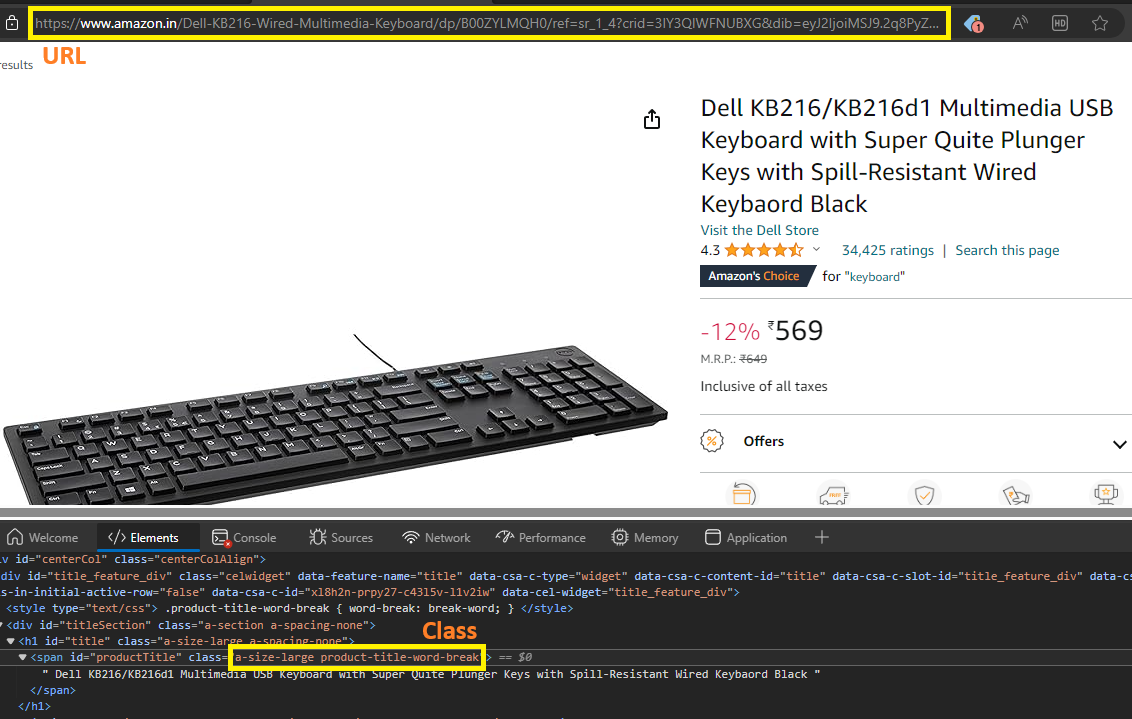 https://www.amazon.in/Dell-KB216-Wired-Multimedia-Keyboard/dp/B00ZYLMQH0/ref=sr_1_4?crid=3IY3QIWFNUBXG&dib=eyJ2IjoiMSJ9.2q8PyZ...
1
A
HD
results
URL
Dell KB216/KB216d1 Multimedia USB
Keyboard with Super Quite Plunger
Keys with Spill-Resistant Wired
Keybaord Black
Visit the Dell Store
4.3
34,425 ratings | Search this page
Amazon's Choice for "keyboard"
-12% ₹569
M.R.P.: ₹649
Inclusive of all taxes
Offers
FREE
Welcome </> Elements Console Sources Network Performance Memory Application +
v id="centerCol" class="centerColAlign">
div id="title_feature_div" class="celwidget" data-feature-name="title" data-csa-c-type="widget" data-csa-c-content-id="title" data-csa-c-slot-id="title_feature_div" data-cs
s-in-initial-active-row="false" data-csa-c-id="xl8h2n-prpy27-c43l5v-l1v2iw" data-cel-widget="title_feature_div">
<style type="text/css"> .product-title-word-break { word-break: break-word; } </style>
<div id="titleSection" class="a-section a-spacing-none">
Class
<h1 id="title" class="a-size-large a-spacing-none">
<span id="productTitle" class="a-size-large product-title-word-break"> == $0
" Dell KB216/KB216d1 Multimedia USB Keyboard with Super Quite Plunger Keys with Spill-Resistant Wired Keybaord Black "
</span>
</h1>